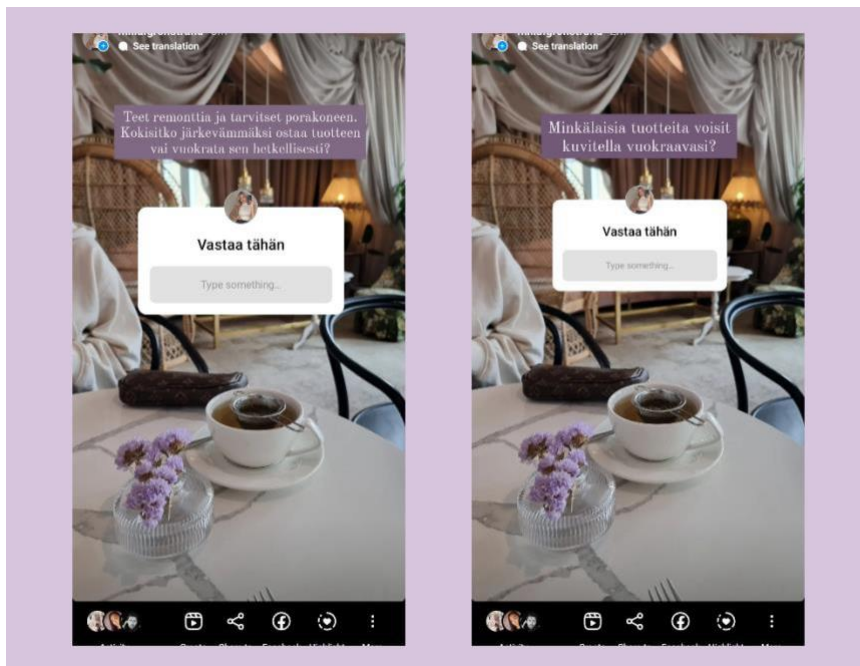 See translation
Teet remonttia ja tarvitset porakoneen.
Kokisitko järkevämmäksi ostaa tuotteen
vai vuokrata sen hetkellisesti?
Vastaa tähän
Type something...
See translation
Minkälaisia tuotteita voisit
kuvitella vuokraavasi?
Vastaa tähän
Type something...